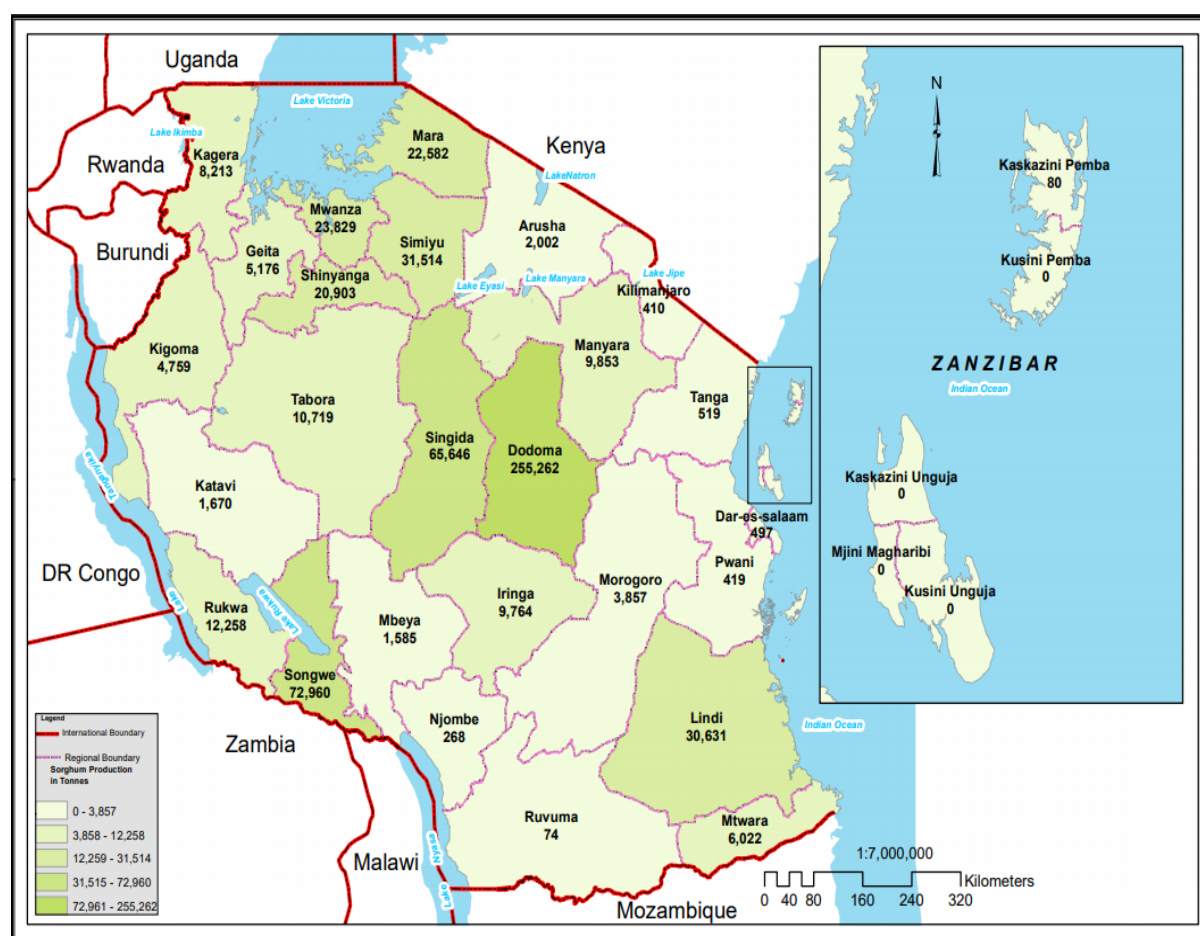 Uganda
Lake Victoria
Lake Ikimba
Kagera
8,213
Mara
22,582
Kenya
Rwanda
LakeNatron
Mwanza
23,829
Arusha
2,002
Burundi
Geita
5,176
Simiyu
31,514
Shinyanga
20,903
Lake Eyasi
Lake Manyara
Lake Jipe
Kilimanjaro
410
Kigoma
4,759
Manyara
9,853
Tabora
10,719
Tanga
519
Singida
65,646
Dodoma
255,262
Katavi
1,670
Lake Tanganyika
Dar-es-salaam
497
Pwani
419
DR Congo
Morogoro
3,857
Rukwa
12,258
Lake Rukwa
Iringa
9,764
Mbeya
1,585
Songwe
72,960
Njombe
268
Lindi
30,631
Indian Ocean
Zambia
Ruvuma
74
Mtwara
6,022
Malawi
Lake Nyasa
Mozambique
N
Kaskazini Pemba
80
Kusini Pemba
0
ZANZIBAR
Indian Ocean
Kaskazini Unguja
0
Mjini Magharibi
0
Kusini Unguja
0
Legend
International Boundary
Regional Boundary
Sorghum Production
in Tonnes
0 - 3,857
3,858 - 12,258
12,259 - 31,514
31,515 - 72,960
72,961 - 255,262
1:7,000,000
Kilometers
0 40 80 160 240 320